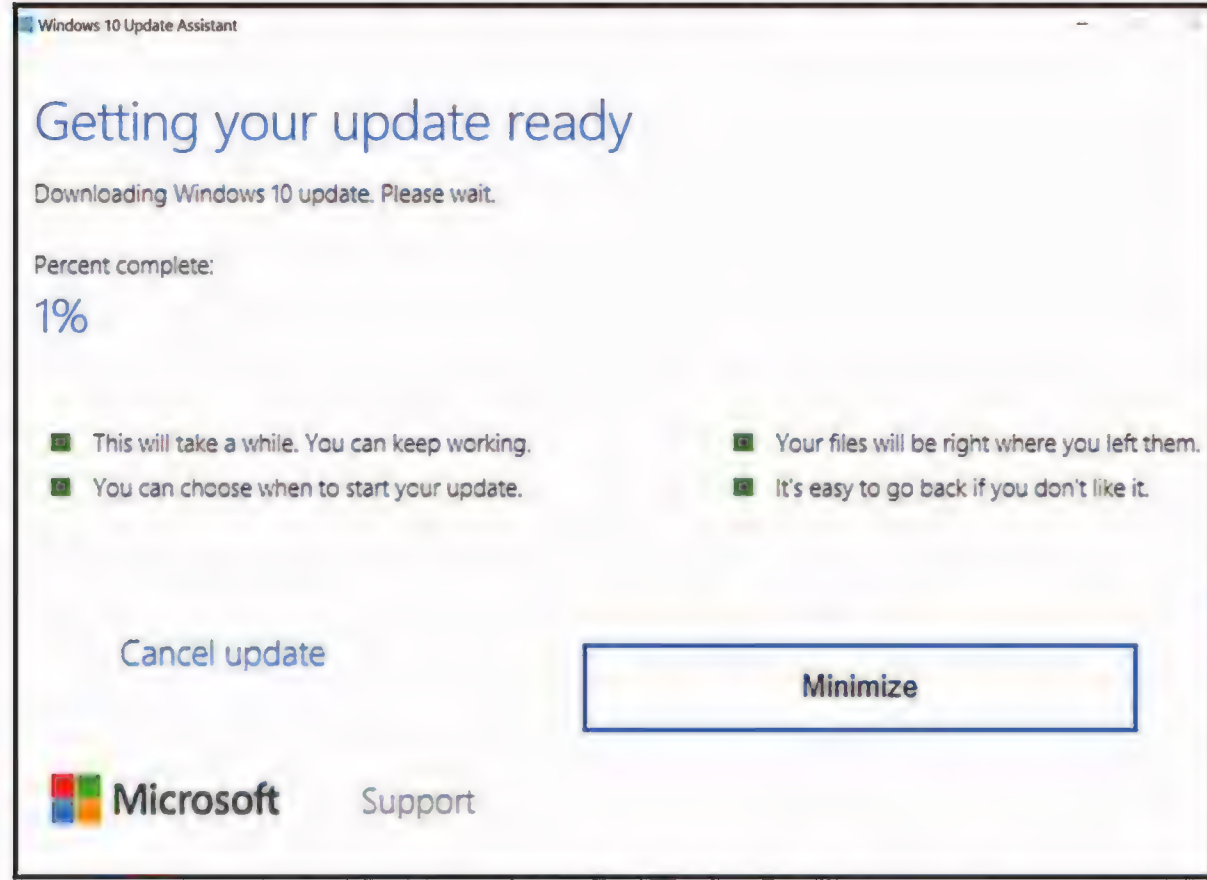 Windows 10 Update Assistant
Getting your update ready
Downloading Windows 10 update. Please wait.
Percent complete:
1%
This will take a while. You can keep working.
You can choose when to start your update.
Your files will be right where you left them.
It's easy to go back if you don't like it.
Cancel update
Minimize
Microsoft
Support